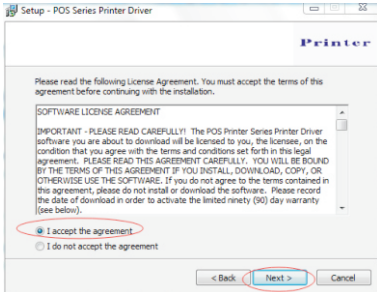 Setup - POS Series Printer Driver
Printer
Please read the following License Agreement. You must accept the terms of this
agreement before continuing with the installation.
SOFTWARE LICENSE AGREEMENT
IMPORTANT - PLEASE READ CAREFULLY! The POS Printer Series Printer Driver
software you are about to download will be licensed to you, the licensee, on the
condition that you agree with the terms and conditions set forth in this legal
agreement. PLEASE READ THIS AGREEMENT CAREFULLY. YOU WILL BE BOUND
BY THE TERMS OF THIS AGREEMENT IF YOU INSTALL, DOWNLOAD, COPY, OR
OTHERWISE USE THE SOFTWARE. If you do not agree to the terms contained in
this agreement, please do not install or download the software. Please record
the date of download in order to activate the limited ninety (90) day warranty
(see below).
I accept the agreement
I do not accept the agreement
< Back Next > Cancel